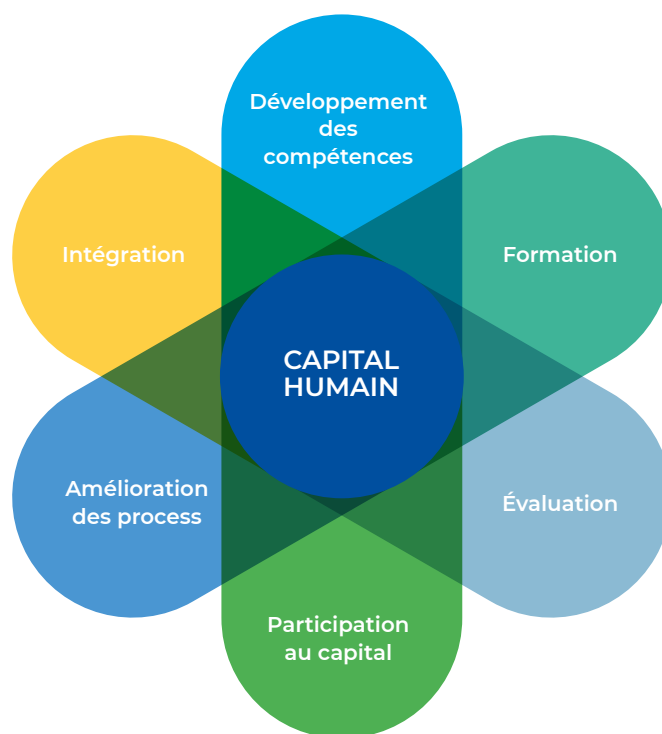 Développement
des
compétences
Intégration
Formation
CAPITAL
HUMAIN
Amélioration
des process
Évaluation
Participation
au capital